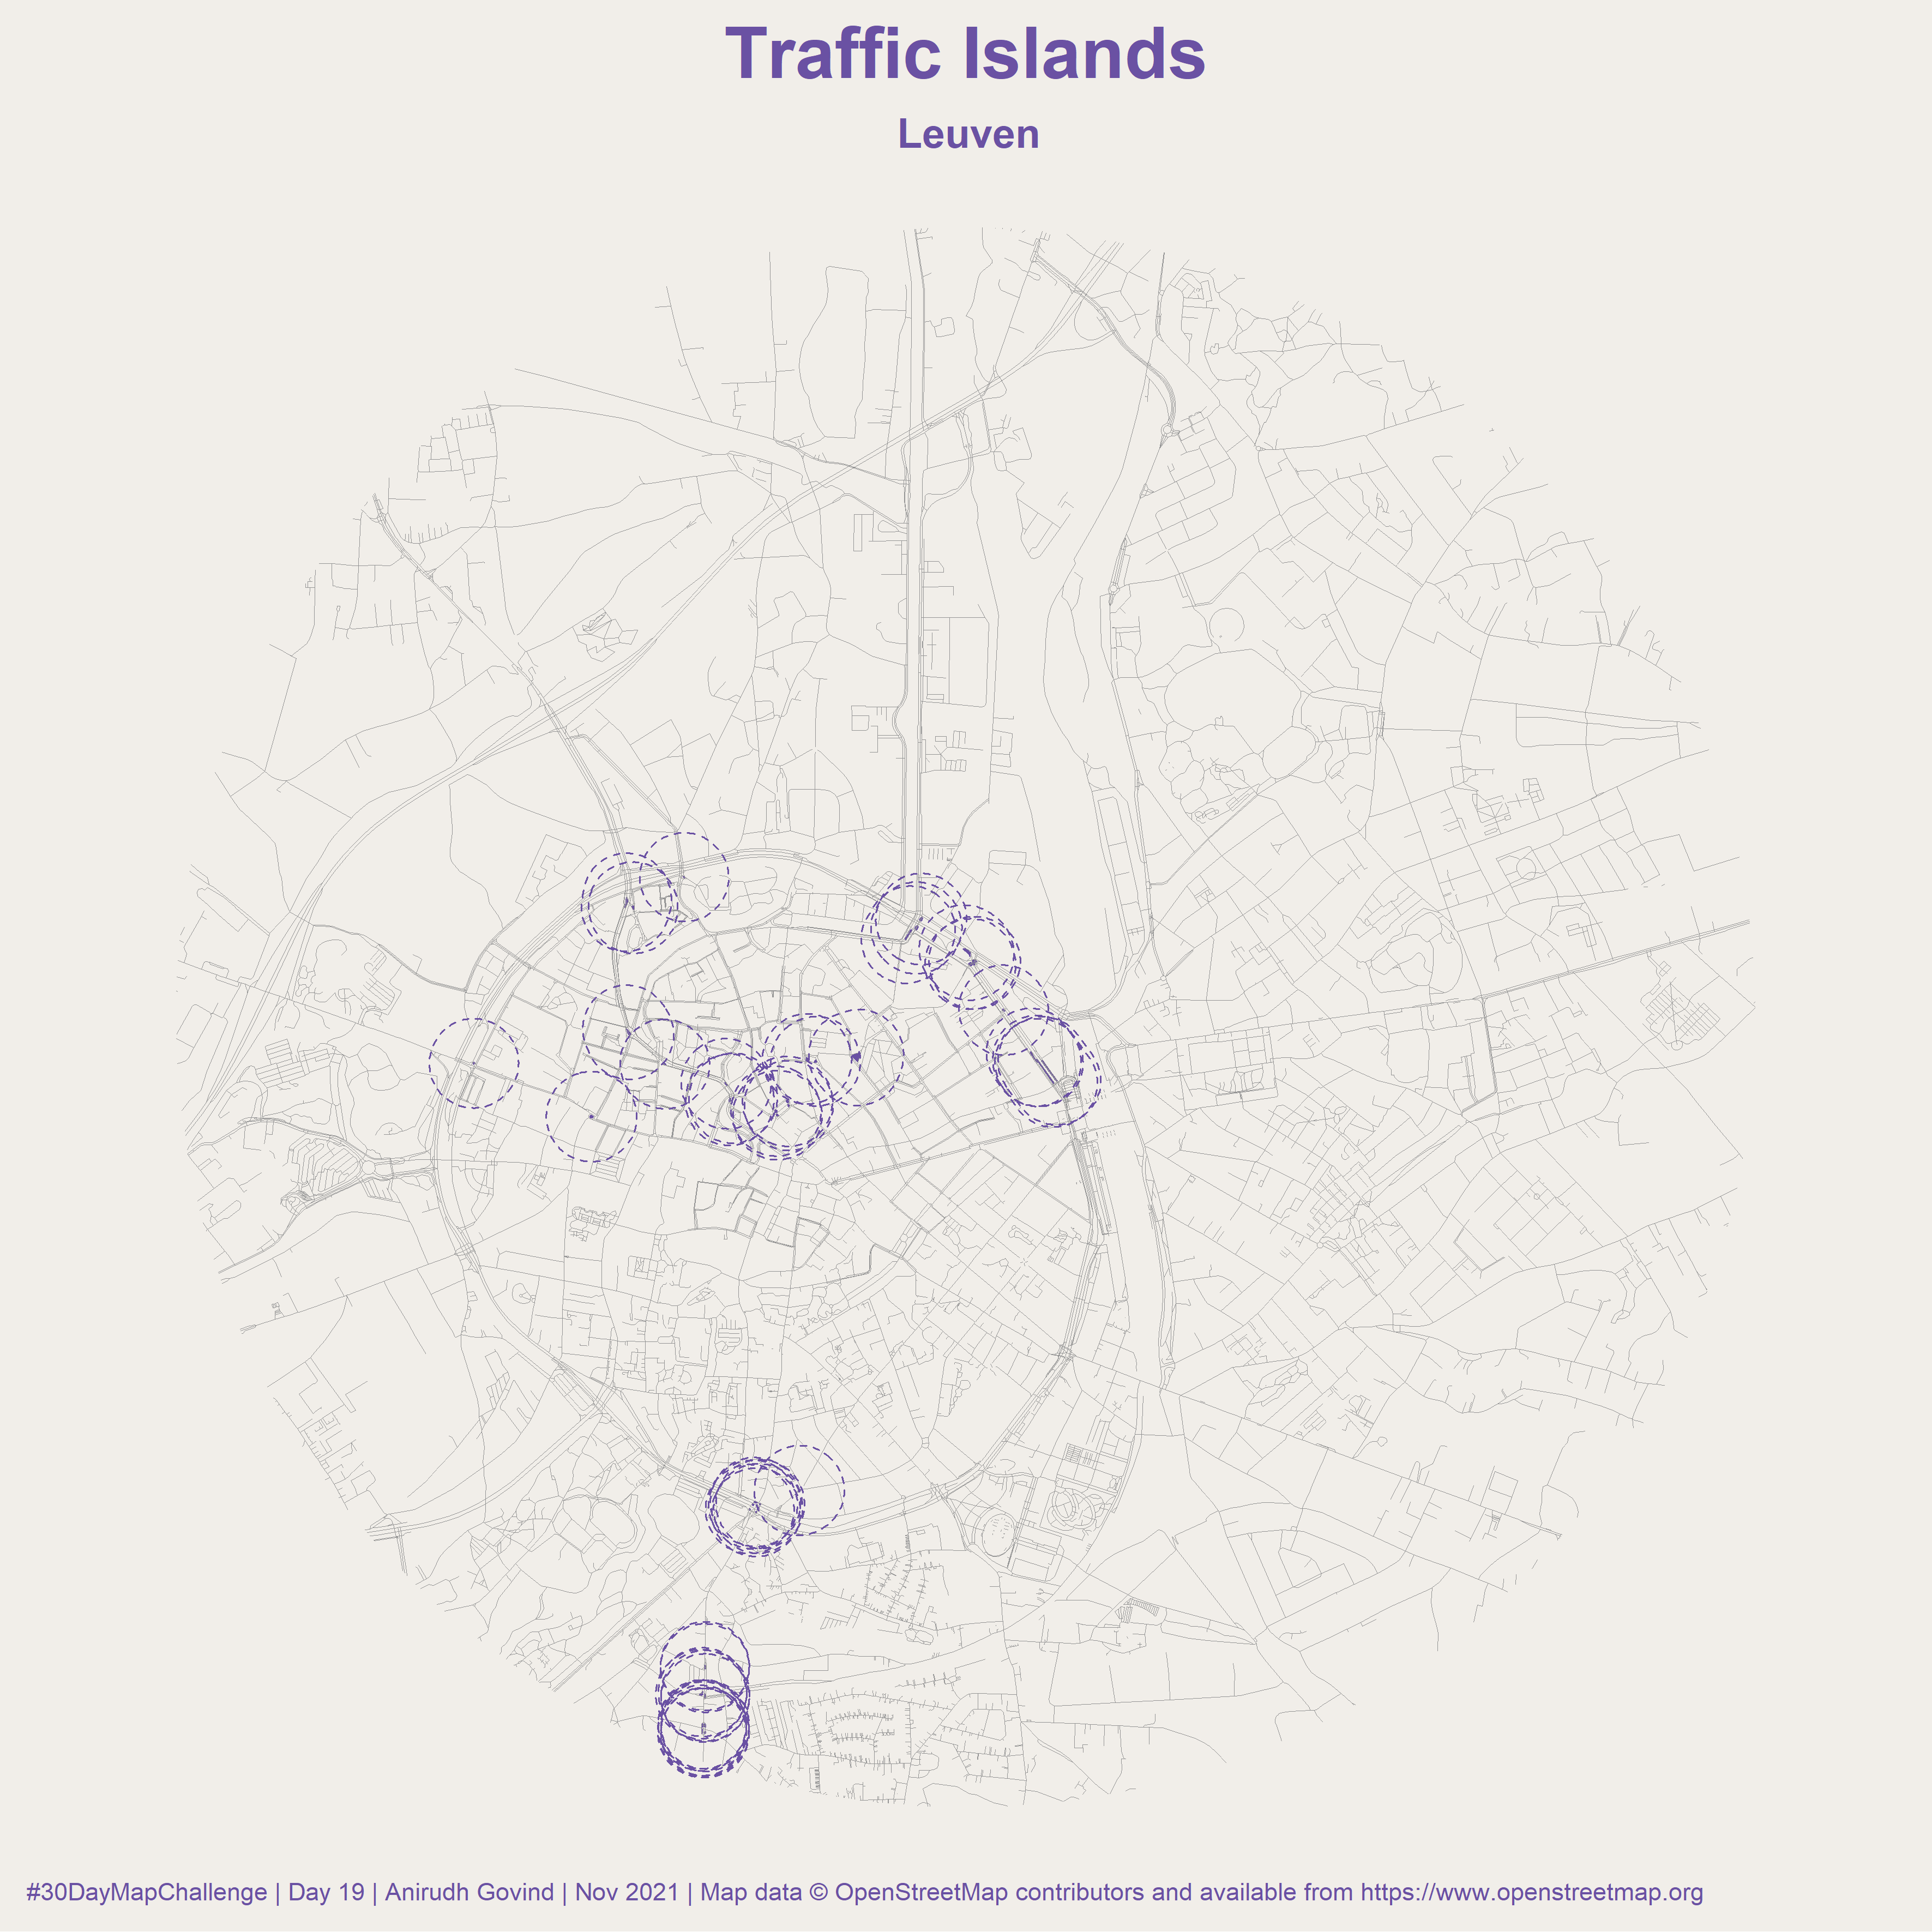 Traffic Islands
Leuven
#30DayMapChallenge | Day 19 | Anirudh Govind | Nov 2021 | Map data © OpenStreetMap contributors and available from https://www.openstreetmap.org